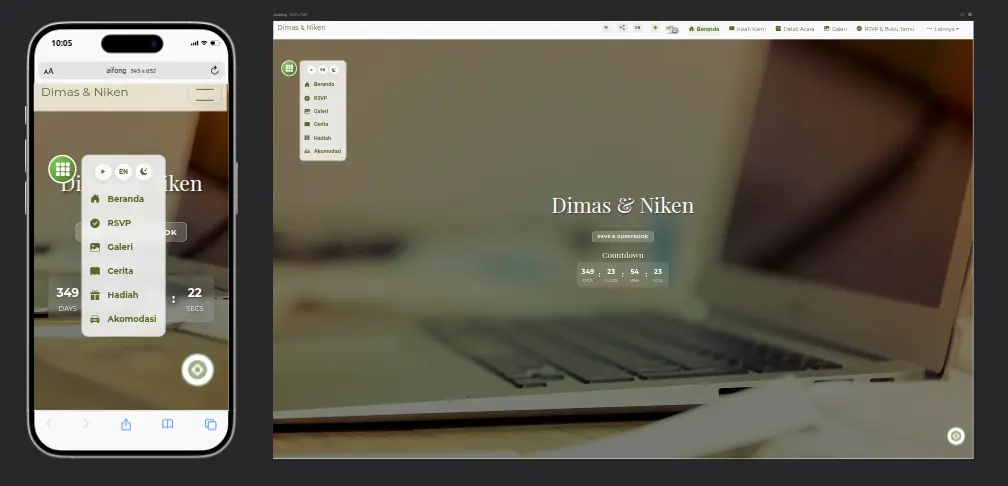 10:05
AA aifong 393 x 852
Dimas & Niken
EN
Beranda
RSVP
Galeri
Cerita
Hadiah
Akomodasi
Di
iken
OK
349
DAYS
:
22
SECS
Dimas & Niken
EN
Beranda
Kisah Kami
Detail Acara
Galeri
RSVP & Buku Tamu
Lainnya
EN
Beranda
RSVP
Galeri
Cerita
Hadiah
Akomodasi
Dimas & Niken
RSVP & GUESTBOOK
Countdown
349 : 23 : 54 : 23
DAYS HOURS MINS SECS